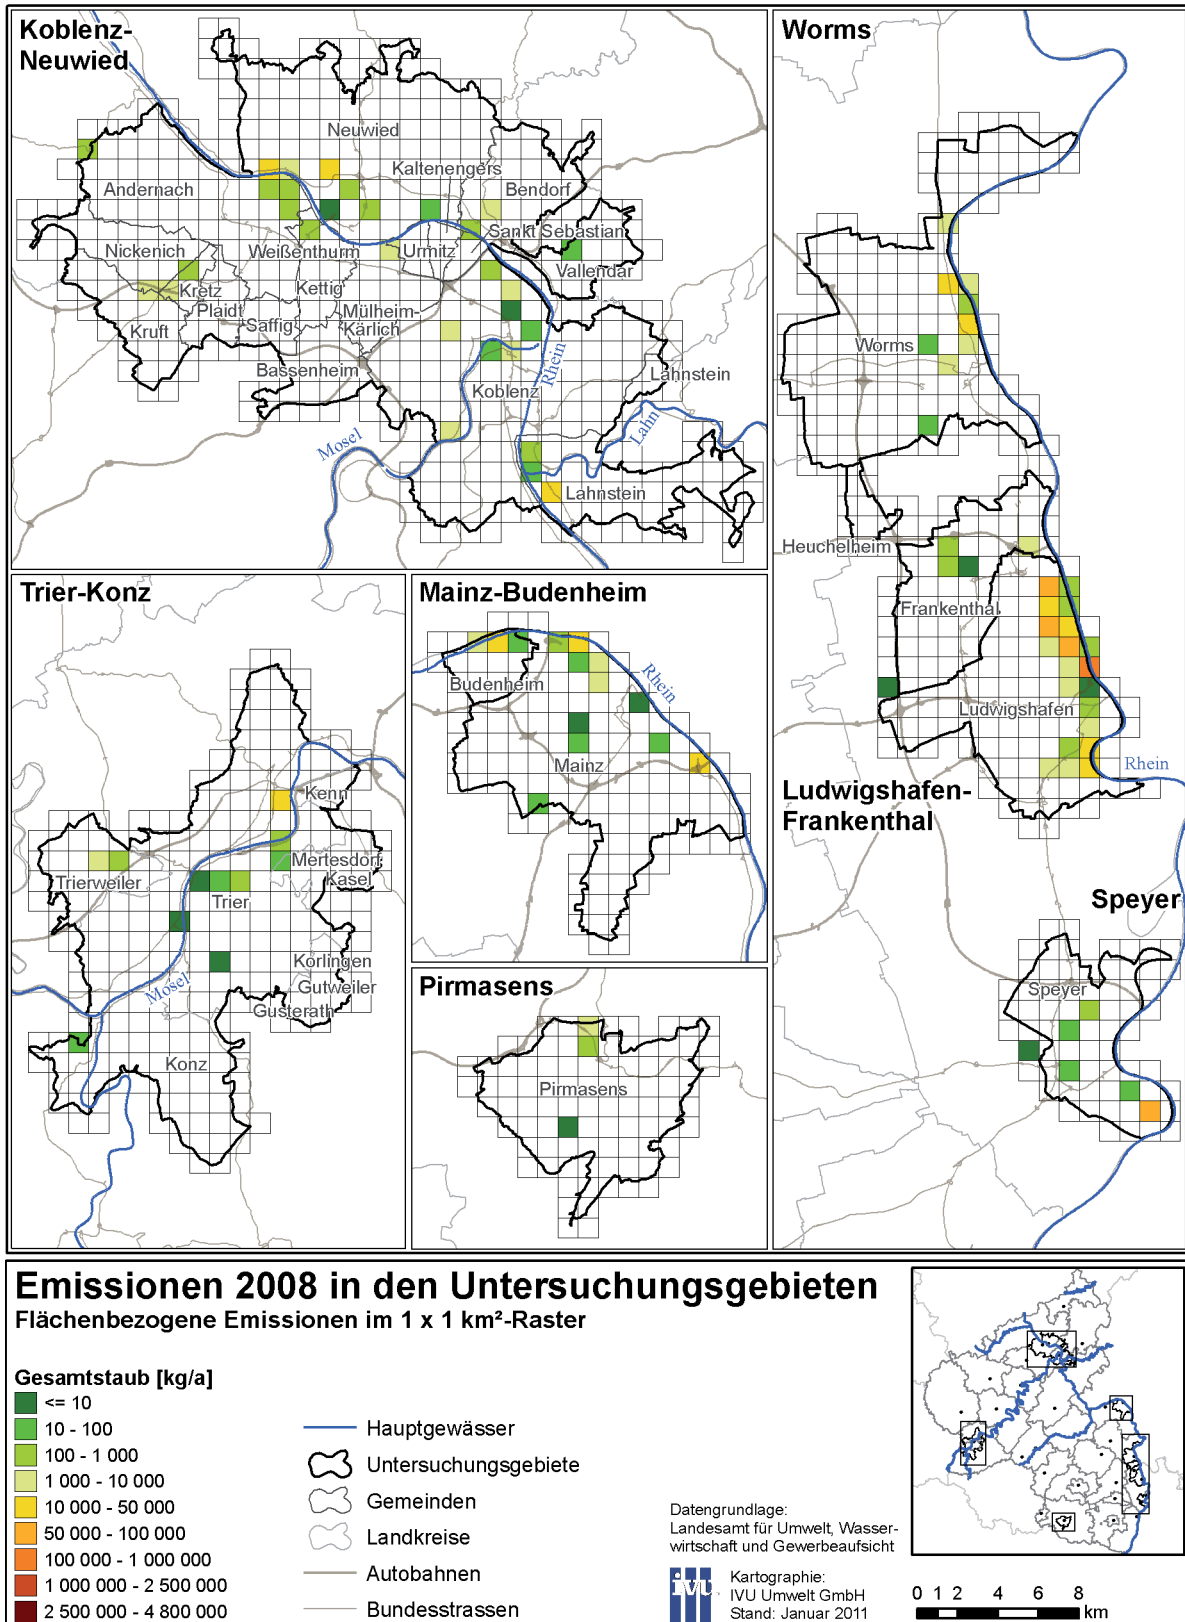 Koblenz-
Neuwied
Neuwied
Kaltenengers
Andernach
Bendorf
Sankt Sebastian
Nickenich
Weißenthurm
Urmitz
Vallendar
Kretz
Kettig
Plaidt
Mülheim-
Kärlich
Kruft
Saffig
Bassenheim
Rhein
Lahnstein
Koblenz
Mosel
Lahn
Lahnstein
Worms
Worms
Heuchelheim
Frankenthal
Ludwigshafen
Rhein
Ludwigshafen-
Frankenthal
Speyer
Speyer
Trier-Konz
Kenn
Mertesdorf
Kasel
Trierweiler
Trier
Korlingen
Gutweiler
Gusterath
Mosel
Konz
Mainz-Budenheim
Rhein
Budenheim
Mainz
Pirmasens
Pirmasens
Emissionen 2008 in den Untersuchungsgebieten
Flächenbezogene Emissionen im 1 x 1 km²-Raster
Gesamtstaub [kg/a]
<= 10
10 - 100
100 - 1 000
1 000 - 10 000
10 000 - 50 000
50 000 - 100 000
100 000 - 1 000 000
1 000 000 - 2 500 000
2 500 000 - 4 800 000
Hauptgewässer
Untersuchungsgebiete
Gemeinden
Landkreise
Autobahnen
Bundesstrassen
Datengrundlage:
Landesamt für Umwelt, Wasser-
wirtschaft und Gewerbeaufsicht
ivu
Kartographie:
IVU Umwelt GmbH
Stand: Januar 2011
0 1 2 4 6 8
km